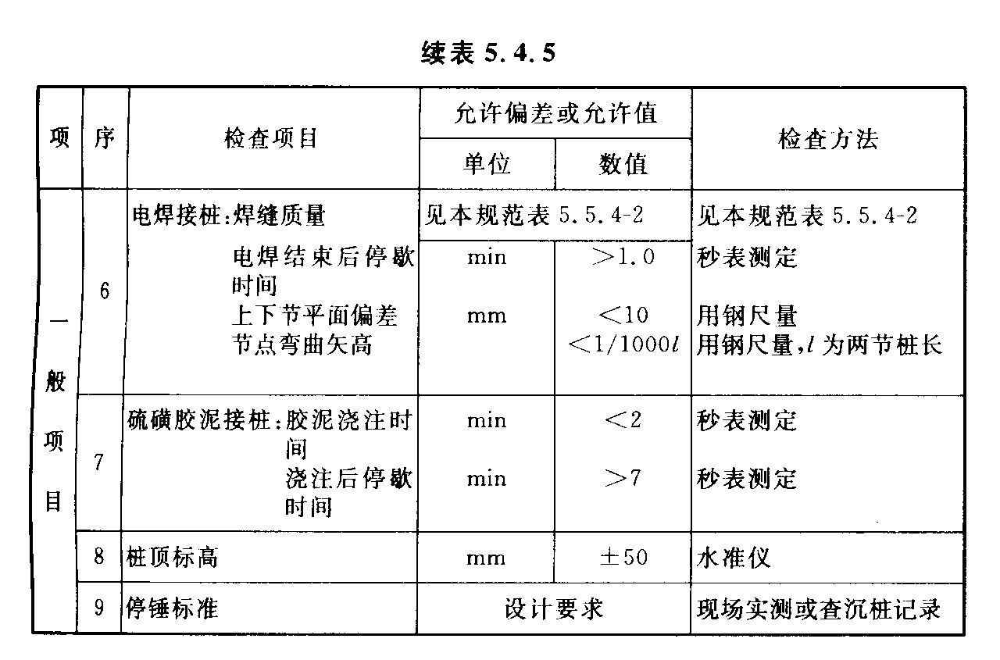 续表 5.4.5
项 序 检查项目 允许偏差或允许值 检查方法
单位 数值
一般项目
6 电焊接桩:焊缝质量 见本规范表 5.5.4-2 见本规范表 5.5.4-2
电焊结束后停歇 min >1.0 秒表测定
时间
上下节平面偏差 mm <10 用钢尺量
节点弯曲矢高 <1/1000l 用钢尺量,l 为两节桩长
7 硫磺胶泥接桩:胶泥浇注时 min <2 秒表测定
间
浇注后停歇 min >7 秒表测定
时间
8 桩顶标高 mm ±50 水准仪
9 停锤标准 设计要求 现场实测或查沉桩记录